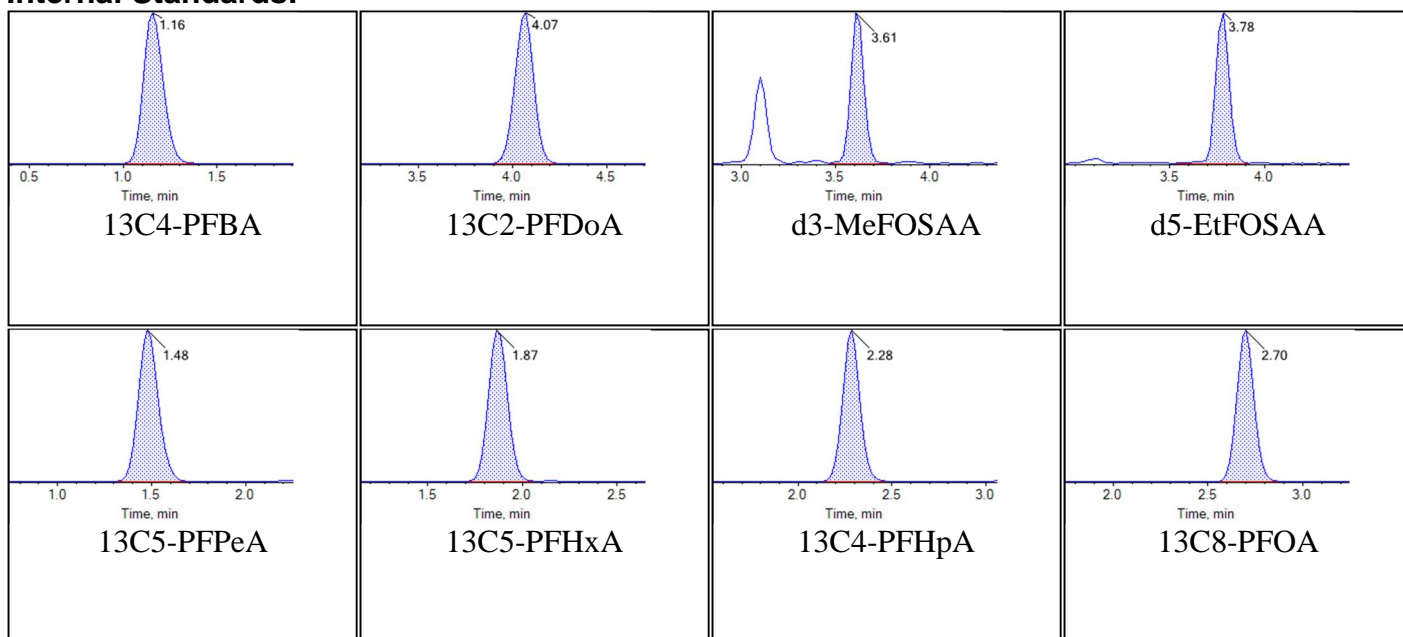 Internal Standards:
1.16
0.5 1.0 1.5
Time, min
13C4-PFBA
4.07
3.5 4.0 4.5
Time, min
13C2-PFDoA
3.61
3.0 3.5 4.0
Time, min
d3-MeFOSAA
3.78
3.5 4.0
Time, min
d5-EtFOSAA
1.48
1.0 1.5 2.0
Time, min
13C5-PFPeA
1.87
1.5 2.0 2.5
Time, min
13C5-PFHxA
2.28
2.0 2.5 3.0
Time, min
13C4-PFHpA
2.70
2.0 2.5 3.0
Time, min
13C8-PFOA